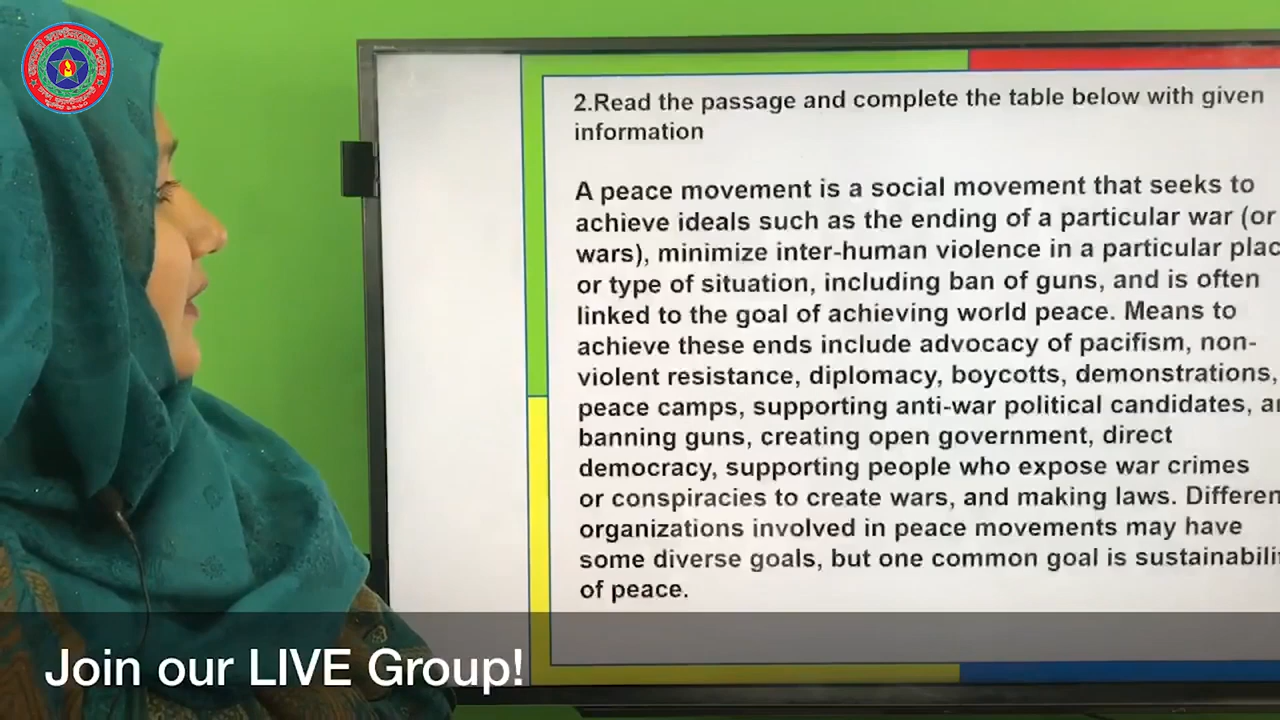 2.Read the passage and complete the table below with given
information
A peace movement is a social movement that seeks to
achieve ideals such as the ending of a particular war (or
wars), minimize inter-human violence in a particular plac
or type of situation, including ban of guns, and is often
linked to the goal of achieving world peace. Means to
achieve these ends include advocacy of pacifism, non-
violent resistance, diplomacy, boycotts, demonstrations,
peace camps, supporting anti-war political candidates, an
banning guns, creating open government, direct
democracy, supporting people who expose war crimes
or conspiracies to create wars, and making laws. Differen
organizations involved in peace movements may have
some diverse goals, but one common goal is sustainabili
of peace.
Join our LIVE Group!